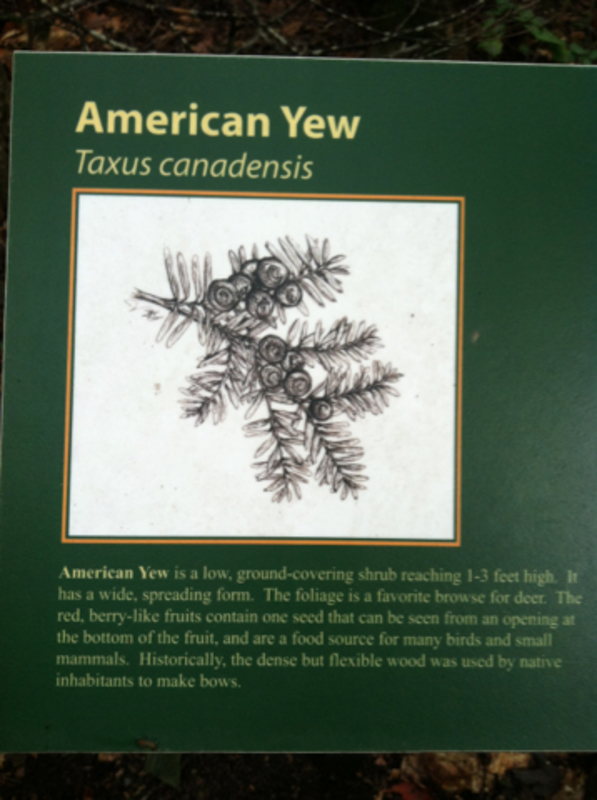 American Yew
Taxus canadensis
American Yew is a low, ground-covering shrub reaching 1-3 feet high. It
has a wide, spreading form. The foliage is a favorite browse for deer. The
red, berry-like fruits contain one seed that can be seen from an opening at
the bottom of the fruit, and are a food source for many birds and small
mammals. Historically, the dense but flexible wood was used by native
inhabitants to make bows.